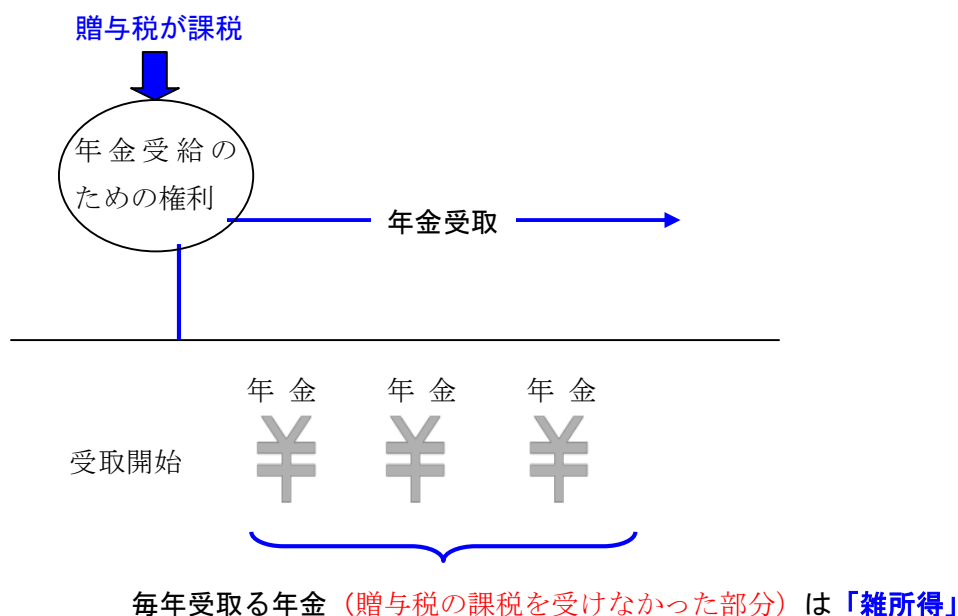 贈与税が課税
年金受給の
ための権利
年金受取
年金 年金 年金
¥ ¥ ¥
受取開始
毎年受取る年金（贈与税の課税を受けなかった部分）は「雑所得」